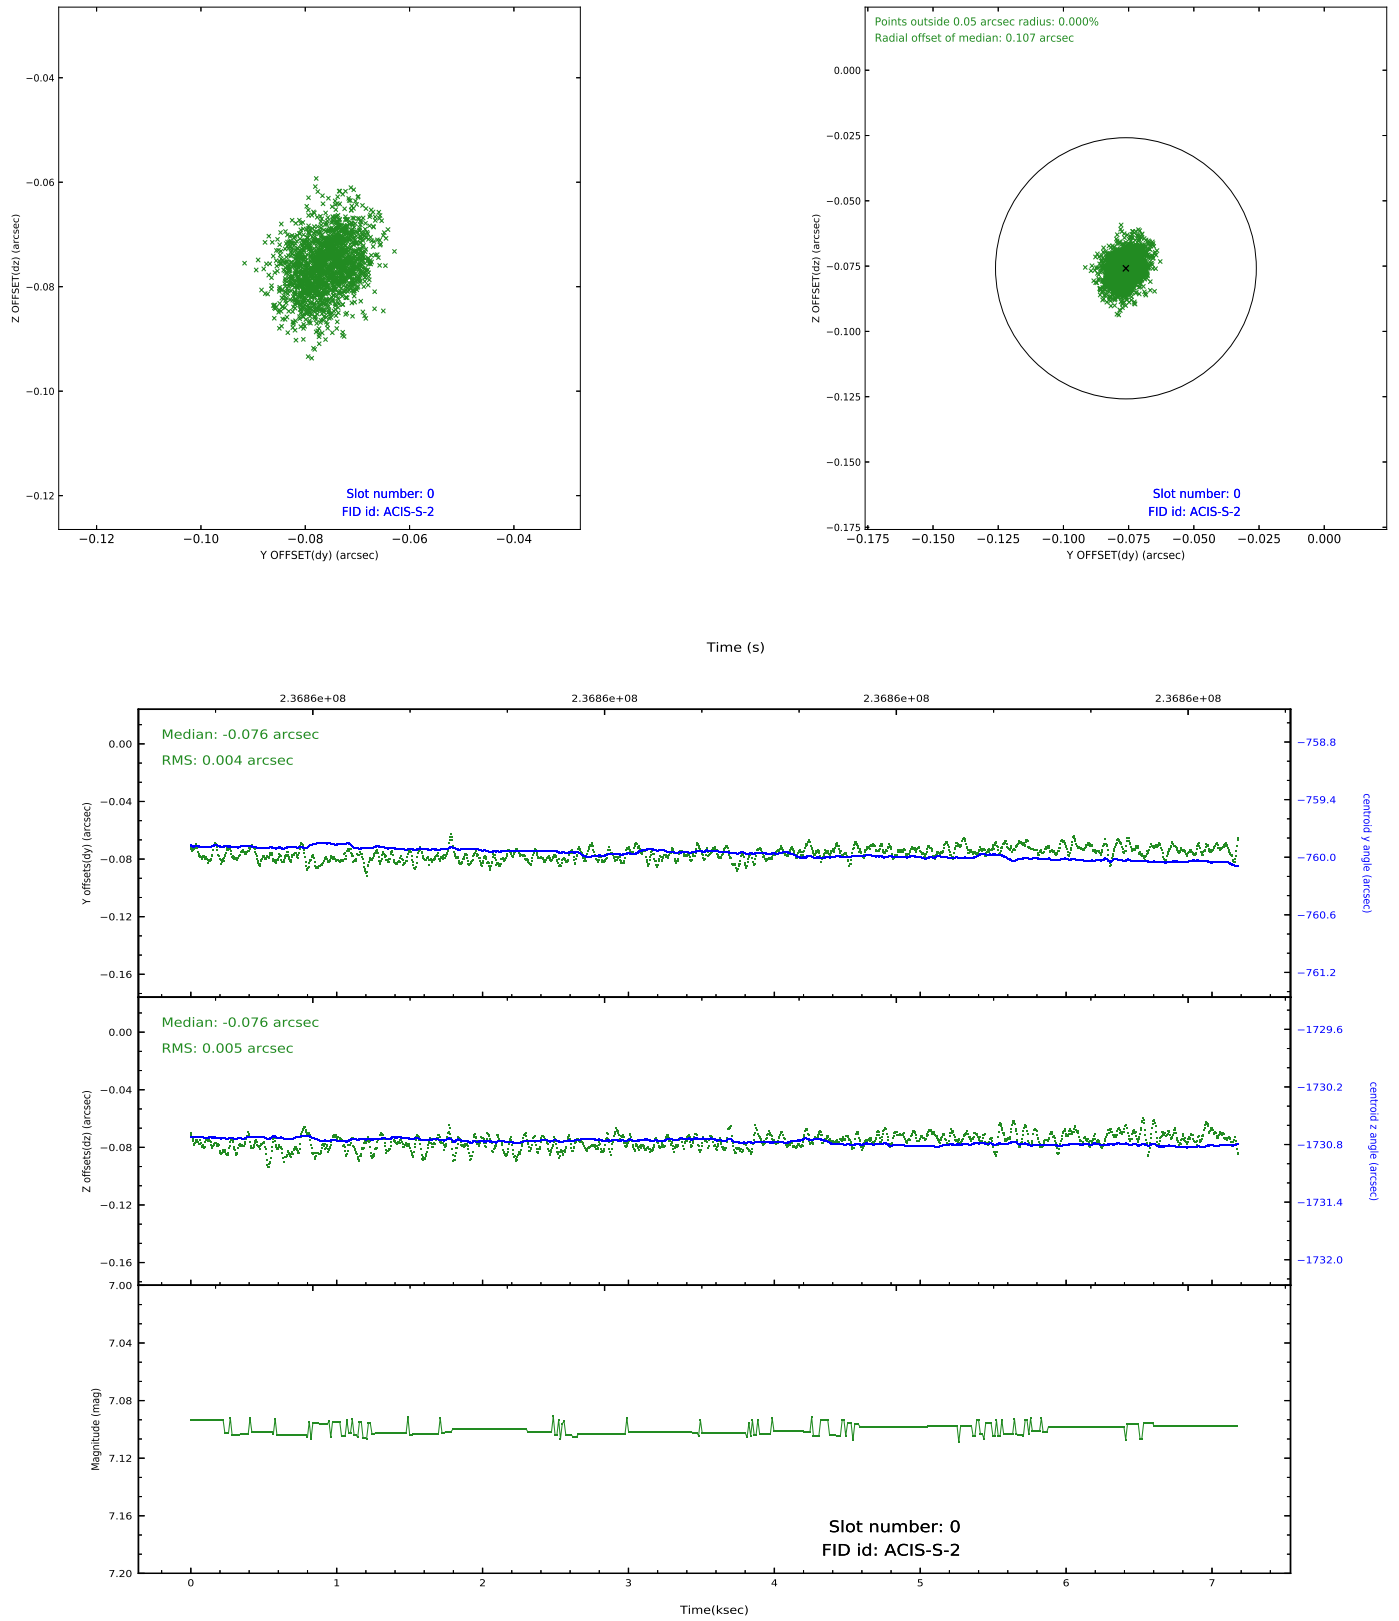 Points outside 0.05 arcsec radius: 0.000%
Radial offset of median: 0.107 arcsec
−0.04
−0.06
−0.08
−0.10
−0.12
Z OFFSET(dz) (arcsec)
Slot number: 0
FID id: ACIS-S-2
−0.12 −0.10 −0.08 −0.06 −0.04
Y OFFSET(dy) (arcsec)
0.000
−0.025
−0.050
−0.075
−0.100
−0.125
−0.150
−0.175
Z OFFSET(dz) (arcsec)
Slot number: 0
FID id: ACIS-S-2
−0.175 −0.150 −0.125 −0.100 −0.075 −0.050 −0.025 0.000
Y OFFSET(dy) (arcsec)
Time (s)
2.3686e+08 2.3686e+08 2.3686e+08 2.3686e+08
Median: -0.076 arcsec
RMS: 0.004 arcsec
0.00
−0.04
−0.08
−0.12
−0.16
Y offsets(dy) (arcsec)
−758.8
−759.4
−760.0
−760.6
−761.2
centroid y angle (arcsec)
Median: -0.076 arcsec
RMS: 0.005 arcsec
0.00
−0.04
−0.08
−0.12
−0.16
Z offsets(dz) (arcsec)
−1729.6
−1730.2
−1730.8
−1731.4
−1732.0
centroid z angle (arcsec)
7.00
7.04
7.08
7.12
7.16
7.20
Magnitude (mag)
Slot number: 0
FID id: ACIS-S-2
0 1 2 3 4 5 6 7
Time(ksec)